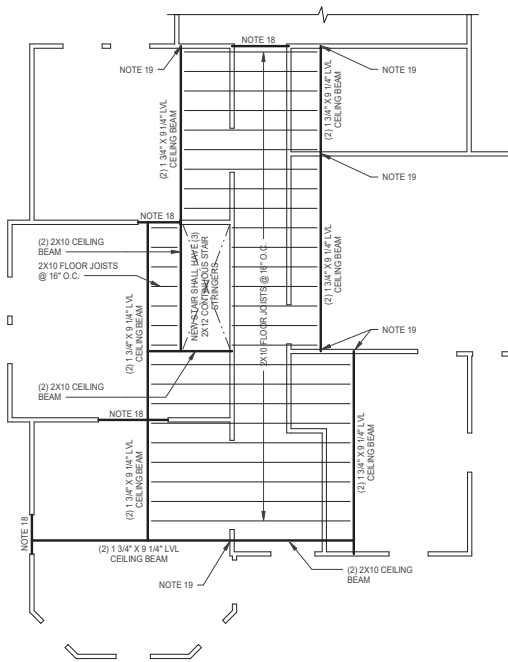 NOTE 18
NOTE 19
NOTE 19
(2) 1 3/4" X 9 1/4" LVL
CEILING BEAM
(2) 1 3/4" X 9 1/4" LVL
CEILING BEAM
NOTE 19
NOTE 18
(2) 2X10 CEILING
BEAM
2X10 FLOOR JOISTS
@ 16" O.C.
NEW STAIR SHALL HAVE (3)
2X12 CONTINUOUS STAIR
STRINGERS
2X10 FLOOR JOISTS @ 16" O.C.
(2) 1 3/4" X 9 1/4" LVL
CEILING BEAM
NOTE 19
(2) 1 3/4" X 9 1/4" LVL
CEILING BEAM
(2) 2X10 CEILING
BEAM
NOTE 18
(2) 1 3/4" X 9 1/4" LVL
CEILING BEAM
(2) 1 3/4" X 9 1/4" LVL
CEILING BEAM
NOTE 18
(2) 1 3/4" X 9 1/4" LVL
CEILING BEAM
NOTE 19
(2) 2X10 CEILING
BEAM